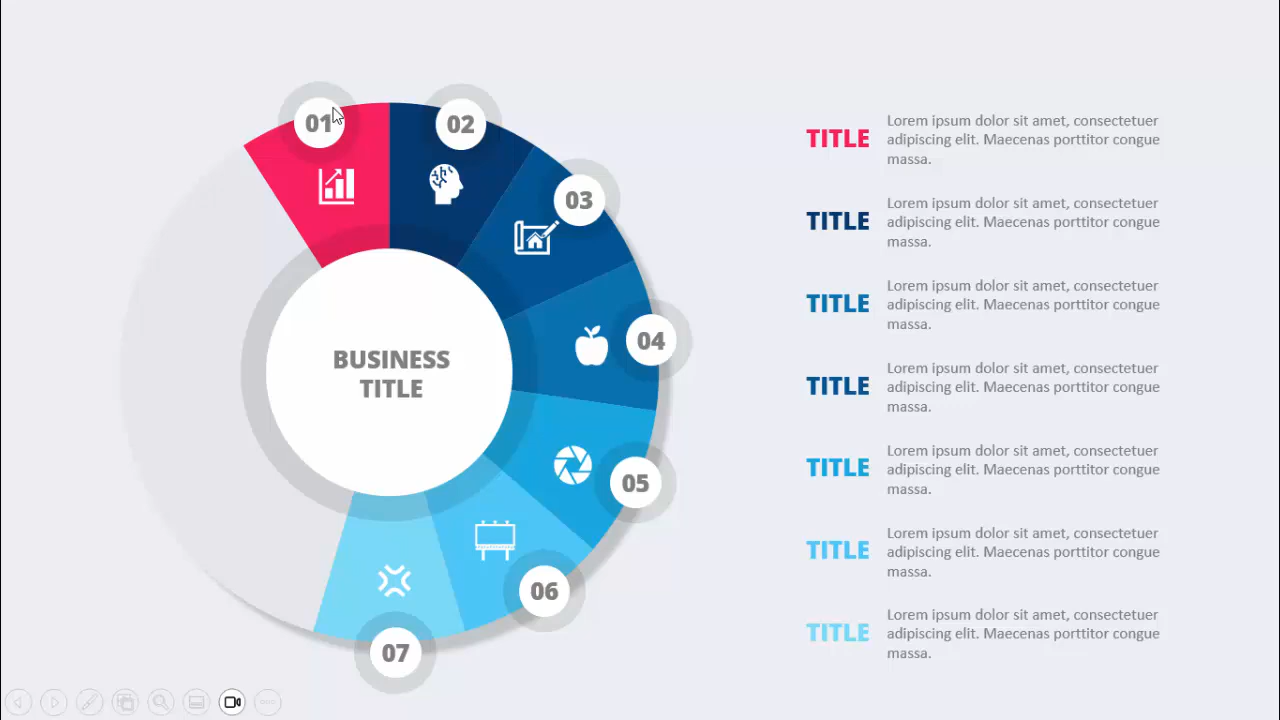 01
02
03
04
05
06
07
BUSINESS
TITLE
TITLE
Lorem ipsum dolor sit amet, consectetuer
adipiscing elit. Maecenas porttitor congue
massa.
TITLE
Lorem ipsum dolor sit amet, consectetuer
adipiscing elit. Maecenas porttitor congue
massa.
TITLE
Lorem ipsum dolor sit amet, consectetuer
adipiscing elit. Maecenas porttitor congue
massa.
TITLE
Lorem ipsum dolor sit amet, consectetuer
adipiscing elit. Maecenas porttitor congue
massa.
TITLE
Lorem ipsum dolor sit amet, consectetuer
adipiscing elit. Maecenas porttitor congue
massa.
TITLE
Lorem ipsum dolor sit amet, consectetuer
adipiscing elit. Maecenas porttitor congue
massa.
TITLE
Lorem ipsum dolor sit amet, consectetuer
adipiscing elit. Maecenas porttitor congue
massa.